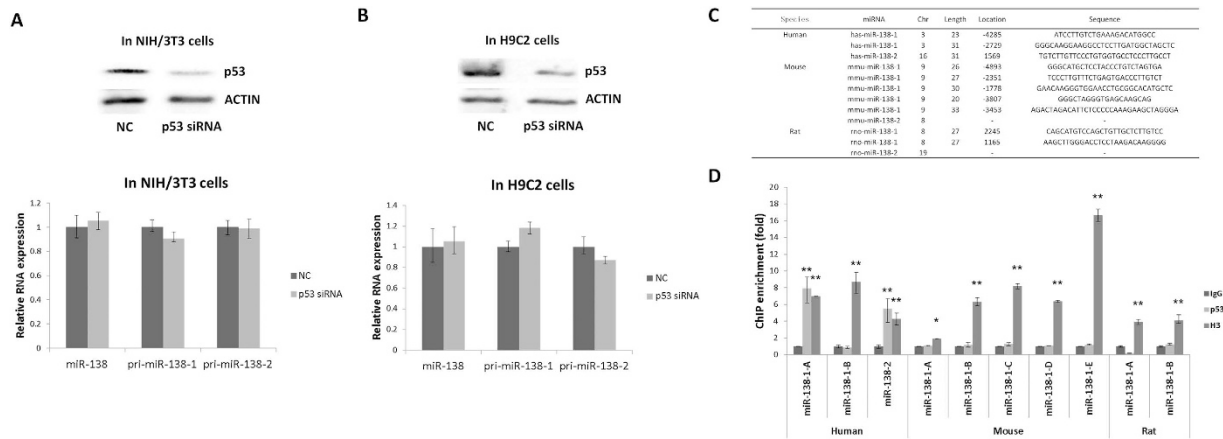 A
In NIH/3T3 cells
p53
ACTIN
NC p53 siRNA
In NIH/3T3 cells
Relative RNA expression
1.4
1.2
1
0.8
0.6
0.4
0.2
0
miR-138 pri-miR-138-1 pri-miR-138-2
NC
p53 siRNA
B
In H9C2 cells
p53
ACTIN
NC p53 siRNA
In H9C2 cells
Relative RNA expression
1.4
1.2
1
0.8
0.6
0.4
0.2
0
miR-138 pri-miR-138-1 pri-miR-138-2
NC
p53 siRNA
C
Species miRNA Chr Length Location Sequence
Human has-miR-138-1 3 23 -4285 ATCCTTGTCTGAAAGACATGGCC
has-miR-138-1 3 31 -2729 GGGCAAGGAAGGCCTCCTTGATGGCTAGCTC
has-miR-138-2 16 31 1569 TGTCTTGTTCCCTGTGGTGCCTCCCTTGCCT
Mouse mmu-miR-138-1 9 26 -4893 GGGCATGCTCCTACCCTGTCTAGTGA
mmu-miR-138-1 9 27 -2351 TCCCTTGTTTCTGAGTGACCCTTGTCT
mmu-miR-138-1 9 30 -1778 GAACAAGGGTGGAACCTGCGGCACATGCTC
mmu-miR-138-1 9 20 -3807 GGGCTAGGGTGAGCAAGCAG
mmu-miR-138-1 9 33 -3453 AGACTAGACATTCTCCCCCAAAGAAGCTAGGGA
mmu-miR-138-2 8 - -
Rat rno-miR-138-1 8 27 2245 CAGCATGTCCAGCTGTTGCTCTTGTCC
rno-miR-138-1 8 27 1165 AAGCTTGGGACCTCCTAAGACAAGGGG
rno-miR-138-2 19 - -
D
ChIP enrichment (fold)
20
18
16
14
12
10
8
6
4
2
0
** ** ** ** ** * ** ** ** ** ** **
IgG
p53
H3
miR-138-1-A miR-138-1-B miR-138-2 miR-138-1-A miR-138-1-B miR-138-1-C miR-138-1-D miR-138-1-E miR-138-1-A miR-138-1-B
Human Mouse Rat